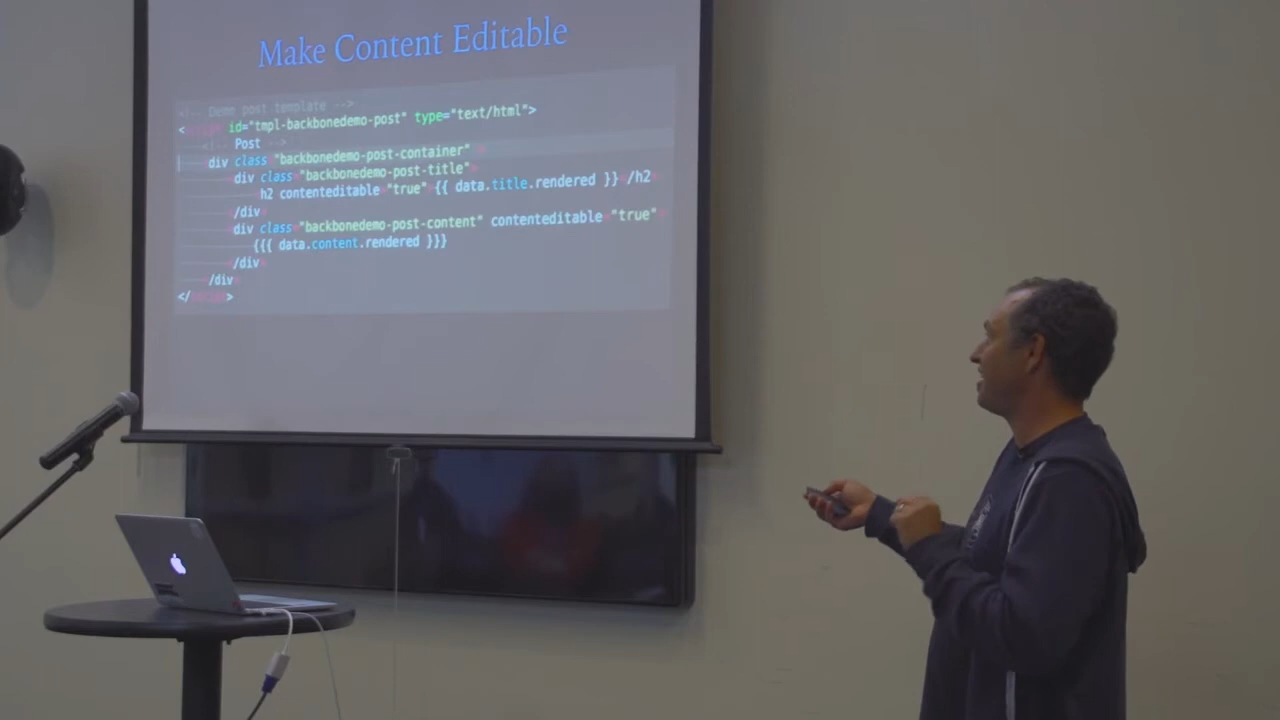 Make Content Editable
<!-- Demo post template -->
<script id="tmpl-backbonedemo-post" type="text/html">
<!-- Post -->
div class "backbonedemo-post-container"
div class="backbonedemo-post-title"
h2 contenteditable "true" {{ data.title.rendered }} /h2
/div
div class "backbonedemo-post-content" contenteditable "true"
{{{ data.content.rendered }}}
/div
/div
</script>